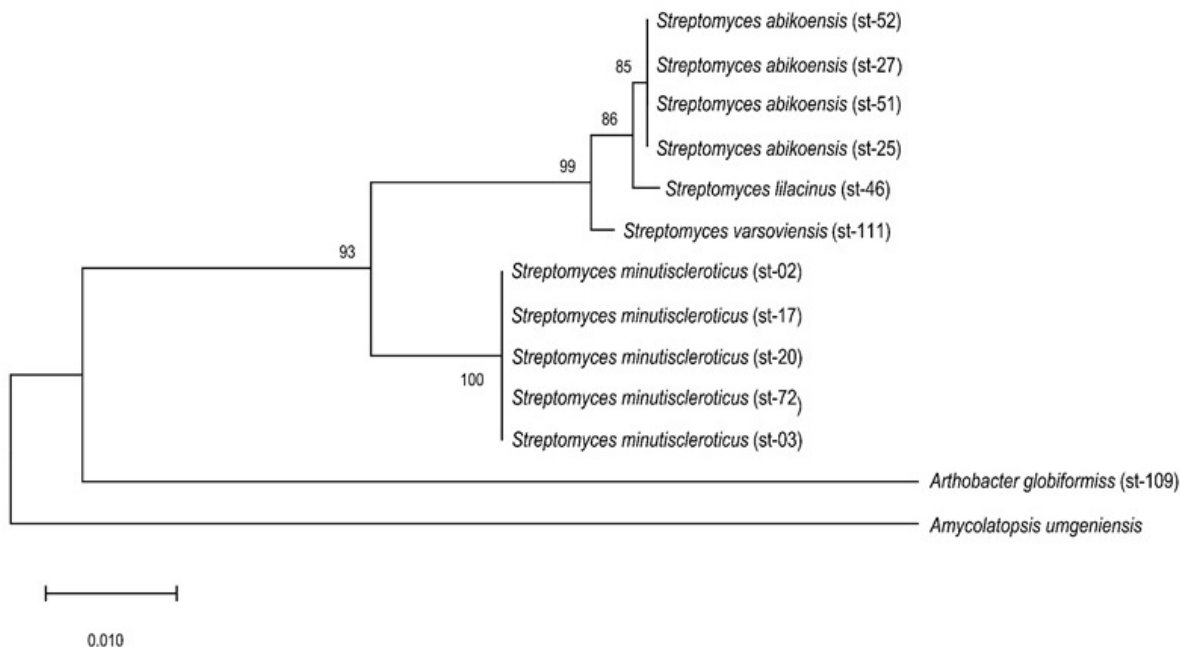 Streptomyces abikoensis (st-52)
Streptomyces abikoensis (st-27)
85
Streptomyces abikoensis (st-51)
86
Streptomyces abikoensis (st-25)
99
Streptomyces lilacinus (st-46)
Streptomyces varsoviensis (st-111)
93
Streptomyces minutiscleroticus (st-02)
Streptomyces minutiscleroticus (st-17)
Streptomyces minutiscleroticus (st-20)
100
Streptomyces minutiscleroticus (st-72)
Streptomyces minutiscleroticus (st-03)
Arthobacter globiformiss (st-109)
Amycolatopsis umgeniensis
0.010